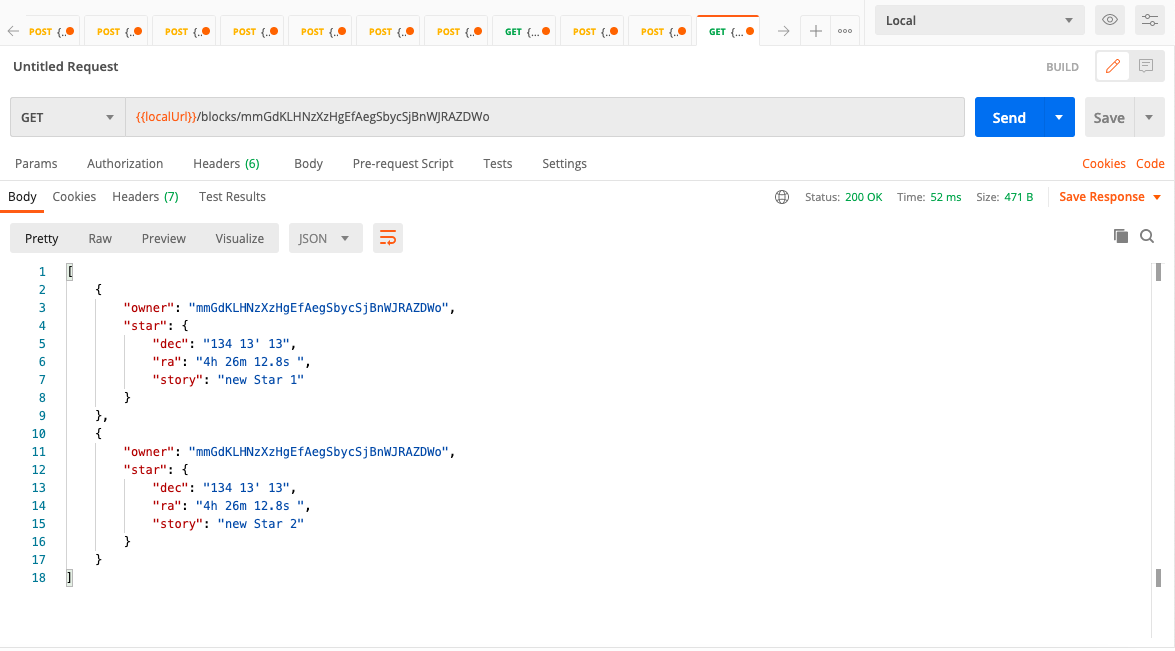 POST {.. POST {.. POST {.. POST {.. POST {.. POST {.. POST {.. GET {... POST {.. POST {.. GET {... Local
Untitled Request BUILD
GET {{localUrl}}/blocks/mmGdKLHNzXzHgEfAegSbycSjBnWJRAZDWo Send Save
Params Authorization Headers (6) Body Pre-request Script Tests Settings Cookies Code
Body Cookies Headers (7) Test Results Status: 200 OK Time: 52 ms Size: 471 B Save Response
Pretty Raw Preview Visualize JSON
1 [
2 {
3 "owner": "mmGdKLHNzXzHgEfAegSbycSjBnWJRAZDWo",
4 "star": {
5 "dec": "134 13' 13",
6 "ra": "4h 26m 12.8s ",
7 "story": "new Star 1"
8 }
9 },
10 {
11 "owner": "mmGdKLHNzXzHgEfAegSbycSjBnWJRAZDWo",
12 "star": {
13 "dec": "134 13' 13",
14 "ra": "4h 26m 12.8s ",
15 "story": "new Star 2"
16 }
17 }
18 ]